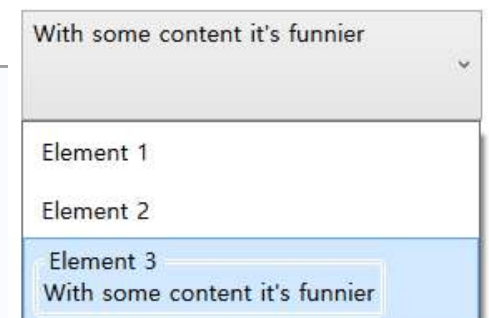 With some content it's funnier
Element 1
Element 2
Element 3
With some content it's funnier